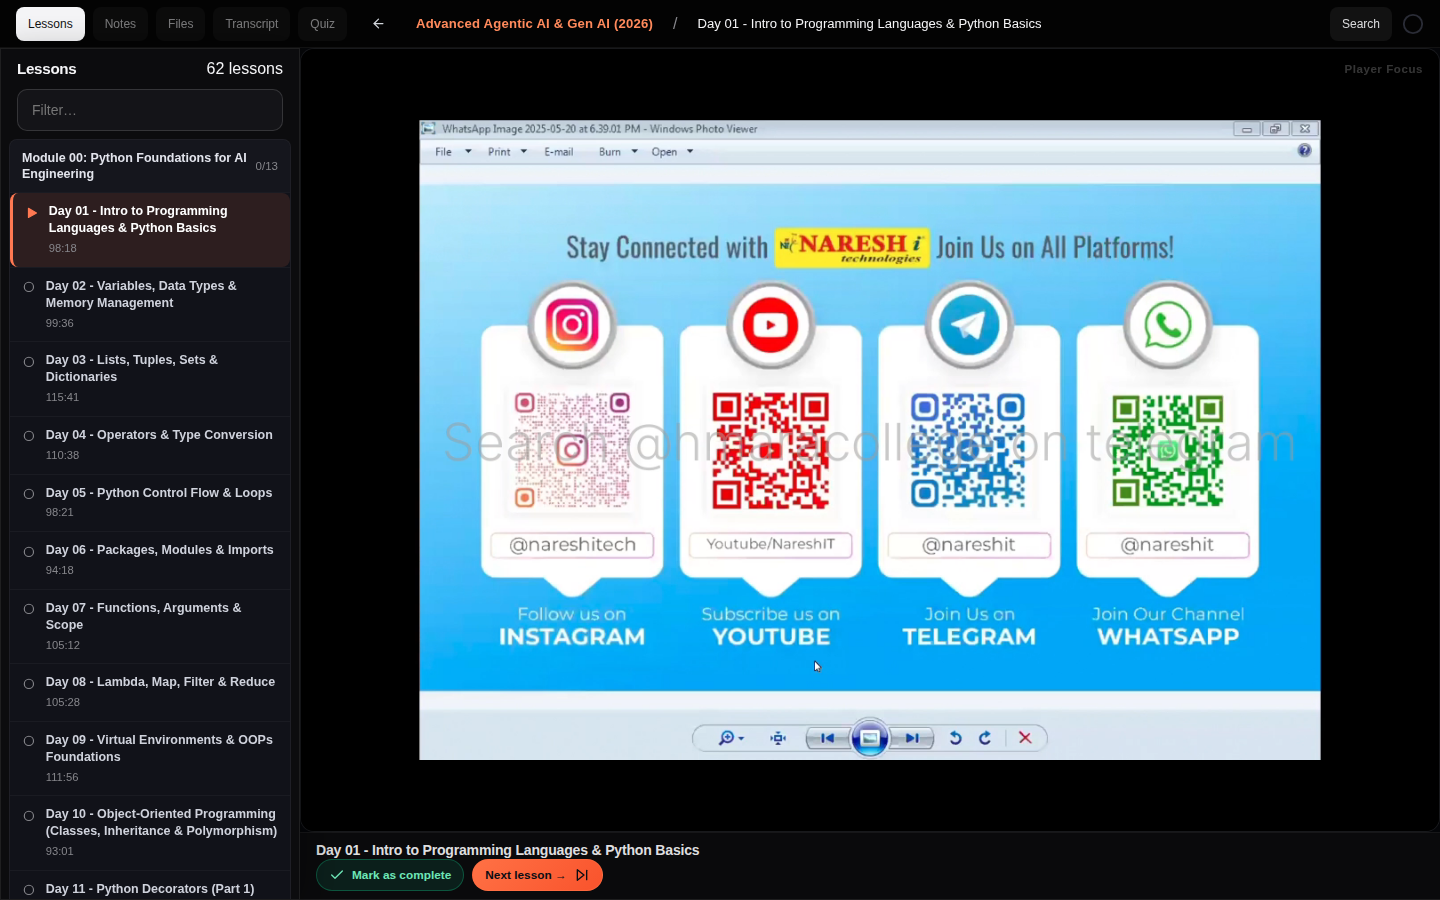 Lessons
Notes
Files
Transcript
Quiz
Advanced Agentic AI & Gen AI (2026)
/
Day 01 - Intro to Programming Languages & Python Basics
Search
Lessons
62 lessons
Filter…
Module 00: Python Foundations for AI
Engineering
0/13
Day 01 - Intro to Programming
Languages & Python Basics
98:18
Day 02 - Variables, Data Types &
Memory Management
99:36
Day 03 - Lists, Tuples, Sets &
Dictionaries
115:41
Day 04 - Operators & Type Conversion
110:38
Day 05 - Python Control Flow & Loops
98:21
Day 06 - Packages, Modules & Imports
94:18
Day 07 - Functions, Arguments &
Scope
105:12
Day 08 - Lambda, Map, Filter & Reduce
105:28
Day 09 - Virtual Environments & OOPs
Foundations
111:56
Day 10 - Object-Oriented Programming
(Classes, Inheritance & Polymorphism)
93:01
Day 11 - Python Decorators (Part 1)
Player Focus
WhatsApp Image 2025-05-20 at 6.39.01 PM - Windows Photo Viewer
File
Print
E-mail
Burn
Open
Stay Connected with NARESH i technologies Join Us on All Platforms!
Search @hmaracollege on telegram
@nareshitech
Youtube/NareshIT
@nareshit
@nareshit
Follow us on
INSTAGRAM
Subscribe us on
YOUTUBE
Join Us on
TELEGRAM
Join Our Channel
WHATSAPP
Day 01 - Intro to Programming Languages & Python Basics
Mark as complete
Next lesson →